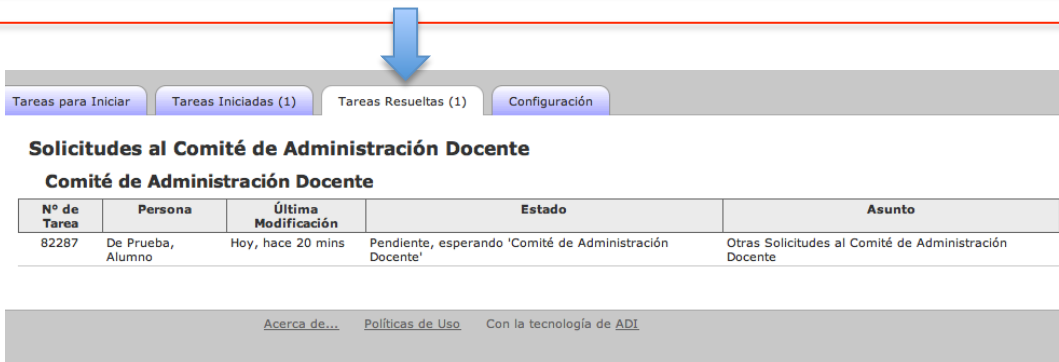 Tareas para Iniciar Tareas Iniciadas (1) Tareas Resueltas (1) Configuración
Solicitudes al Comité de Administración Docente
Comité de Administración Docente
Nº de Tarea Persona Última Modificación Estado Asunto
82287 De Prueba, Alumno Hoy, hace 20 mins Pendiente, esperando 'Comité de Administración Docente' Otras Solicitudes al Comité de Administración Docente
Acerca de... Políticas de Uso Con la tecnología de ADI